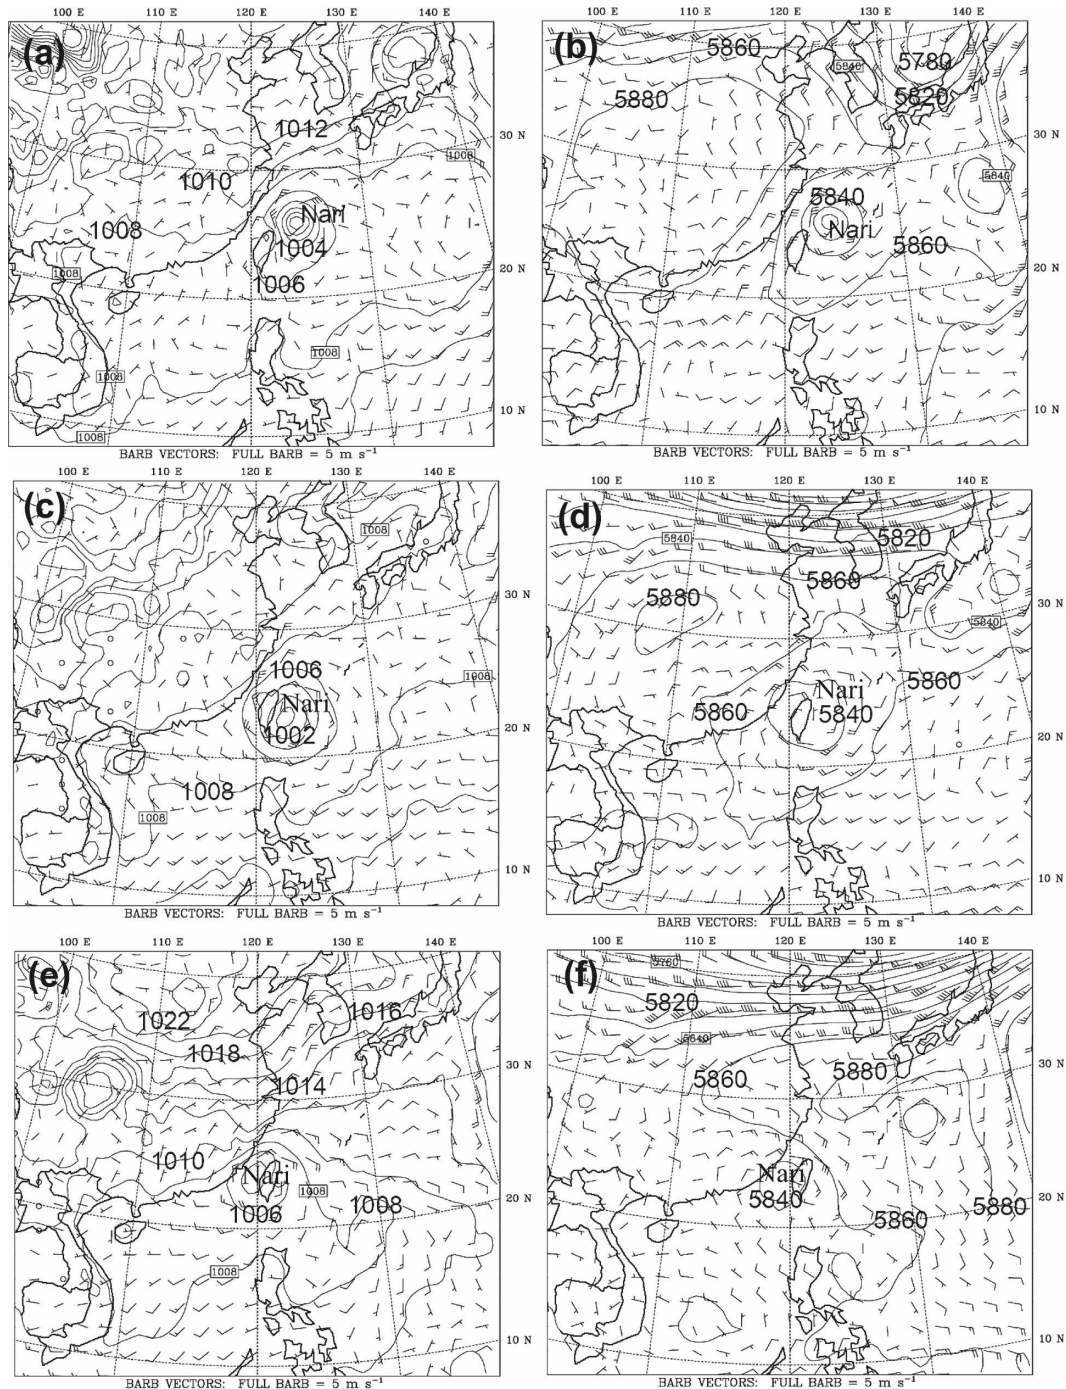 100 E 110 E 120 E 130 E 140 E
(a)
1012
30 N
1008
1010
Nari
1008
1004
1008
20 N
1006
1008
1008
10 N
1008
BARB VECTORS: FULL BARB = 5 m s⁻¹
100 E 110 E 120 E 130 E 140 E
(b)
5860
5840
5780
5880
5820
30 N
5840
5840
Nari
5860
20 N
10 N
BARB VECTORS: FULL BARB = 5 m s⁻¹
100 E 110 E 120 E 130 E 140 E
(c)
1008
30 N
1006
1008
Nari
1002
20 N
1008
1008
10 N
BARB VECTORS: FULL BARB = 5 m s⁻¹
100 E 110 E 120 E 130 E 140 E
(d)
5840
5820
5860
5880
30 N
5840
Nari
5860
5860
5840
20 N
10 N
BARB VECTORS: FULL BARB = 5 m s⁻¹
100 E 110 E 120 E 130 E 140 E
(e)
1022
1016
1018
30 N
1014
1010
Nari
1008
1008
1006
20 N
1008
10 N
BARB VECTORS: FULL BARB = 5 m s⁻¹
100 E 110 E 120 E 130 E 140 E
(f)
5760
5820
5840
5860
5880
30 N
Nari
5840
20 N
5880
5860
10 N
BARB VECTORS: FULL BARB = 5 m s⁻¹